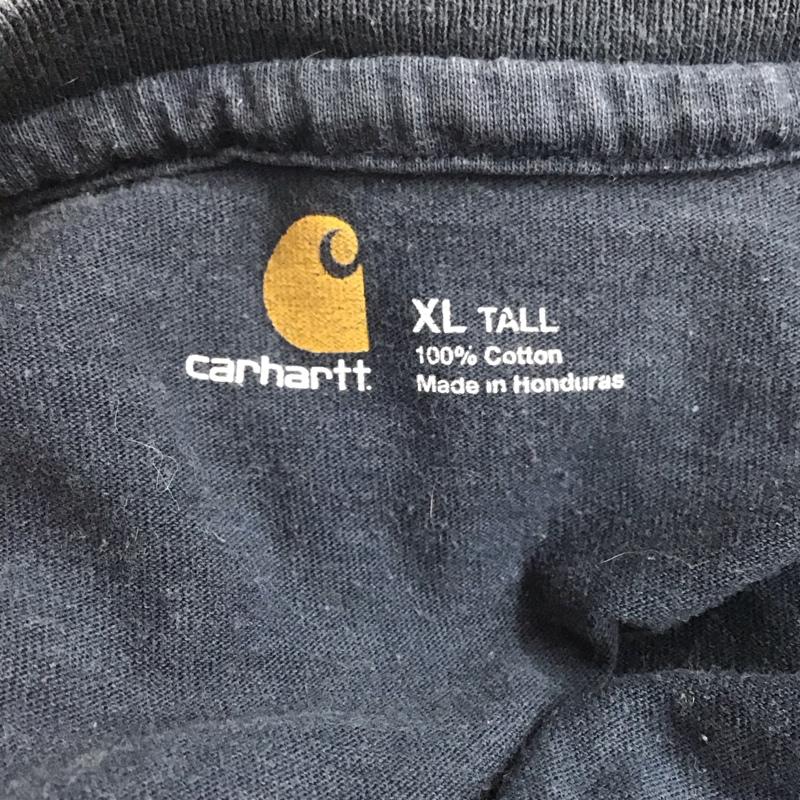 carhartt
XL TALL
100% Cotton
Made in Honduras